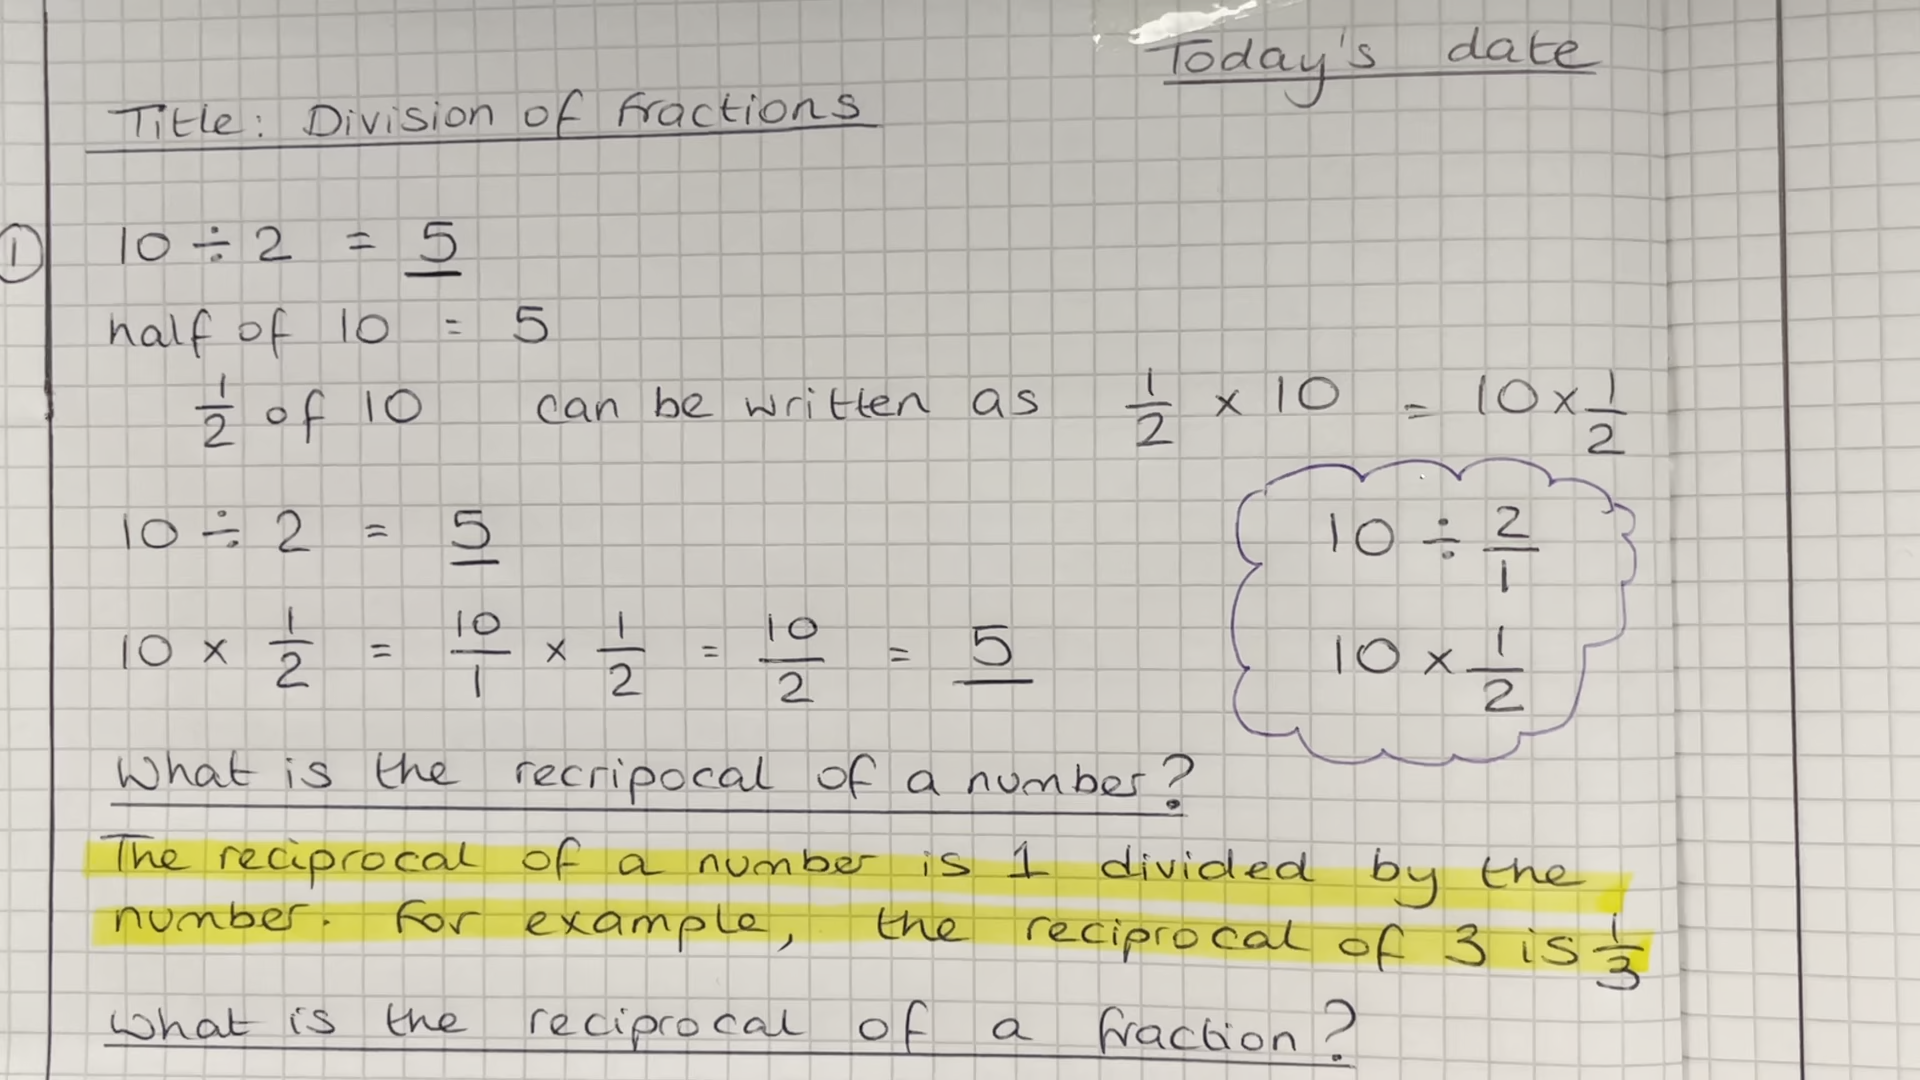 Today's date
Title: Division of fractions
① 10 ÷ 2 = 5
half of 10 = 5
1/2 of 10 can be written as 1/2 × 10 = 10 × 1/2
10 ÷ 2/1
10 ÷ 2 = 5
10 × 1/2
10 × 1/2 = 10/1 × 1/2 = 10/2 = 5
What is the recripocal of a number?
The reciprocal of a number is 1 divided by the
number. For example, the reciprocal of 3 is 1/3
What is the reciprocal of a fraction?